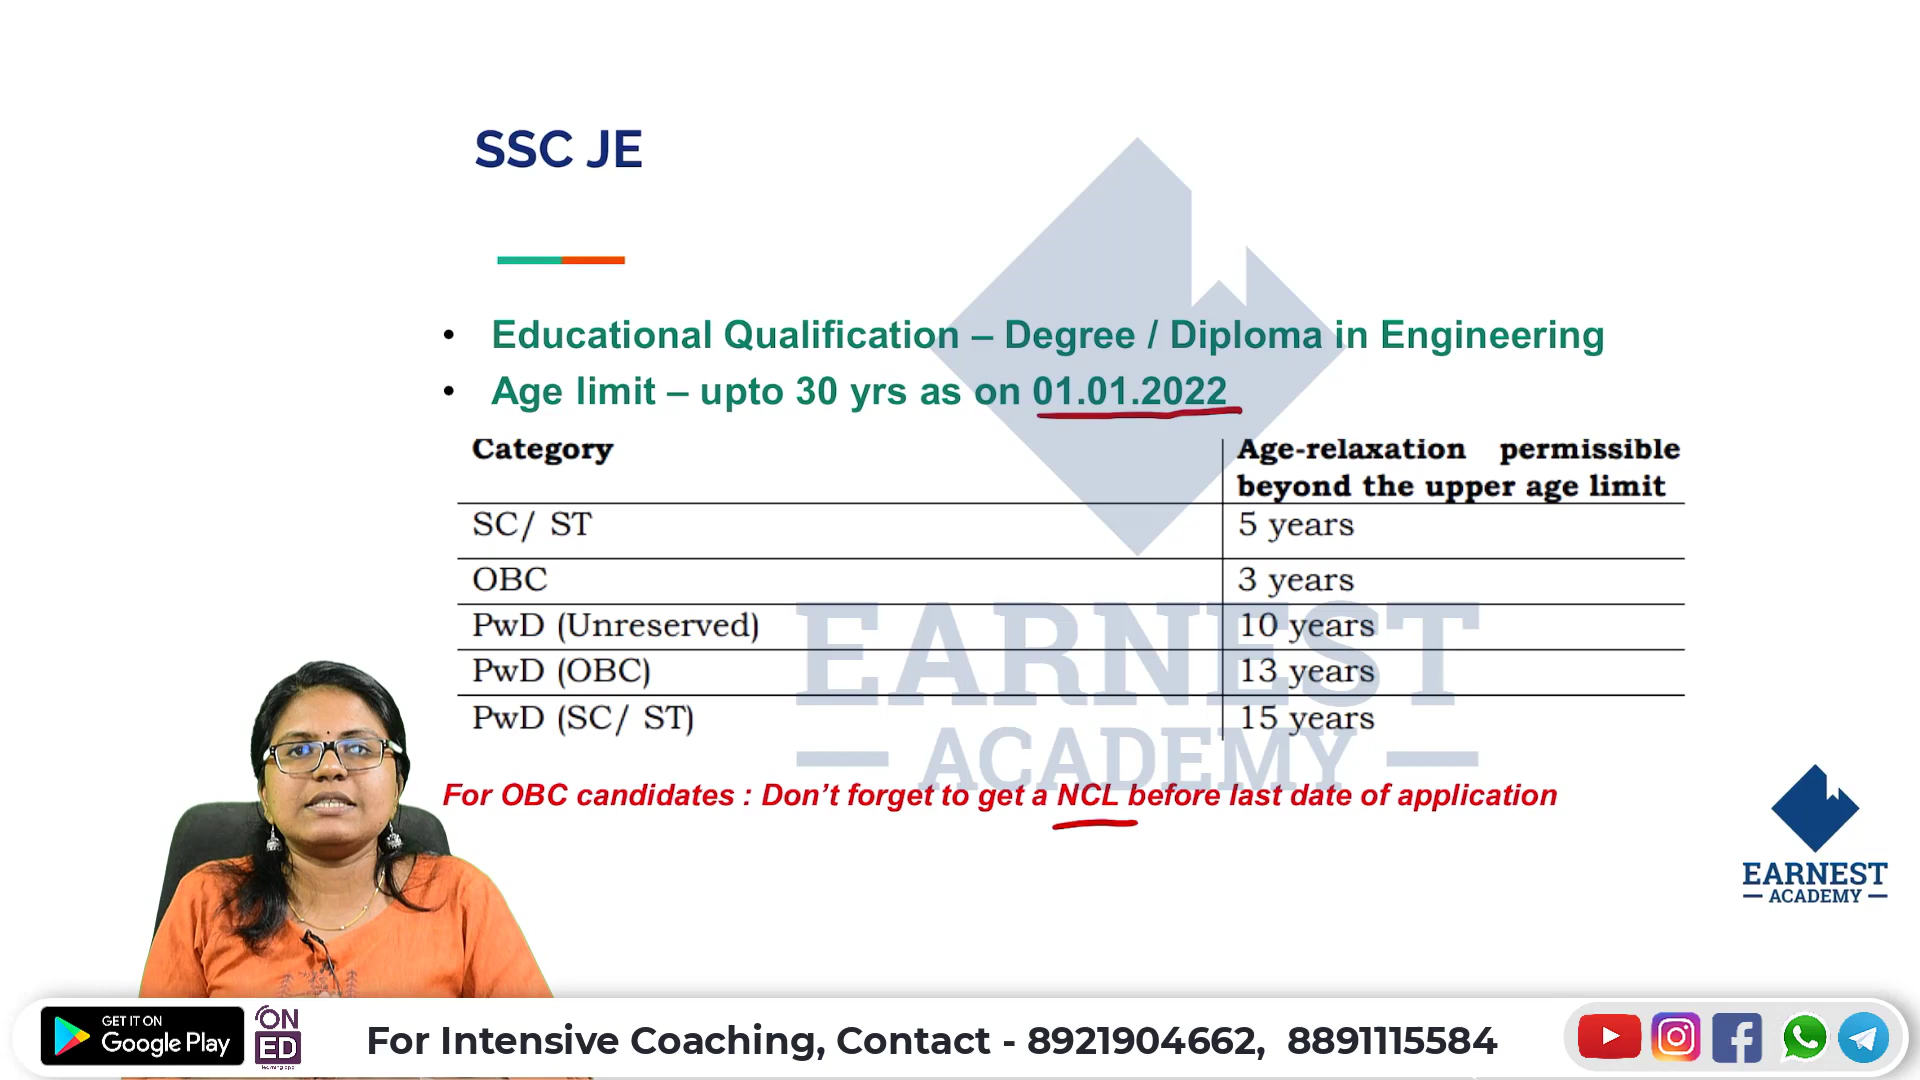 SSC JE
• Educational Qualification – Degree / Diploma in Engineering
• Age limit – upto 30 yrs as on 01.01.2022
Category Age-relaxation permissible
beyond the upper age limit
SC/ ST 5 years
OBC 3 years
PwD (Unreserved) 10 years
PwD (OBC) 13 years
PwD (SC/ ST) 15 years
EARNEST
ACADEMY
For OBC candidates : Don’t forget to get a NCL before last date of application
EARNEST
ACADEMY
GET IT ON
Google Play
ON
ED
For Intensive Coaching, Contact - 8921904662, 8891115584